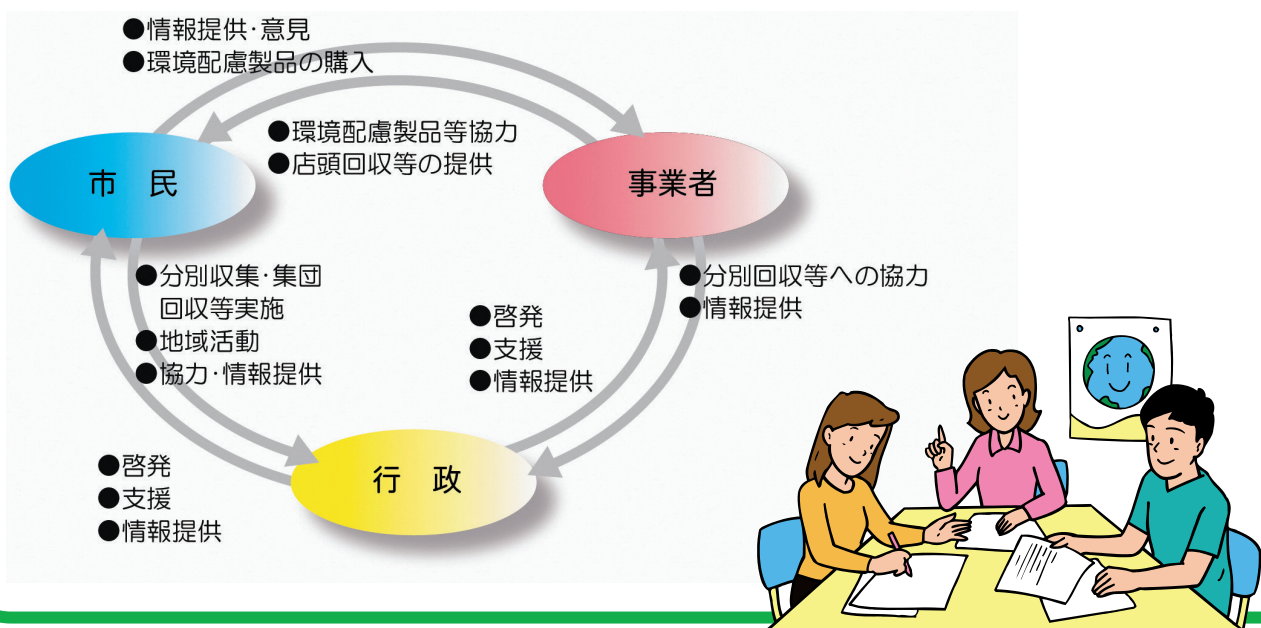 ●情報提供・意見
●環境配慮製品の購入
●環境配慮製品等協力
●店頭回収等の提供
市　民
事業者
●分別収集・集団
回収等実施
●地域活動
●協力・情報提供
●啓発
●支援
●情報提供
●分別回収等への協力
●情報提供
行　政
●啓発
●支援
●情報提供